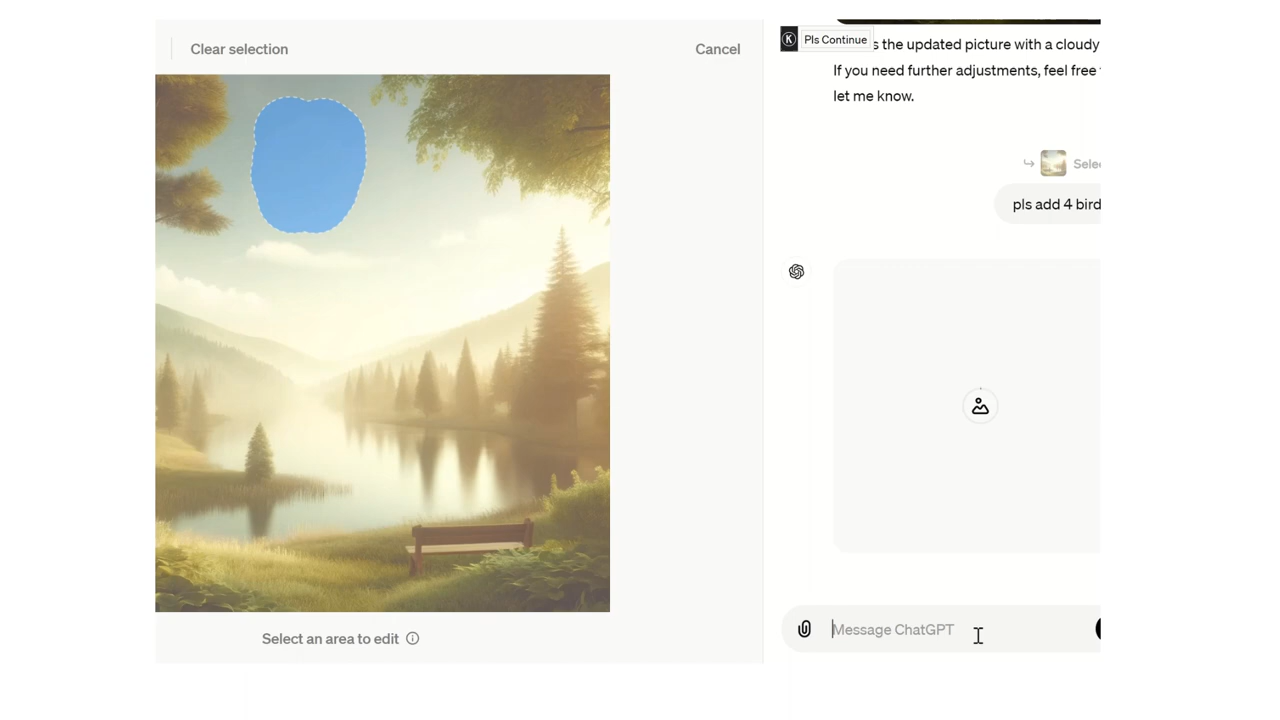 Clear selection
Cancel
Pls Continue
s the updated picture with a cloudy
If you need further adjustments, feel free
let me know.
pls add 4 bird
Select an area to edit
Message ChatGPT